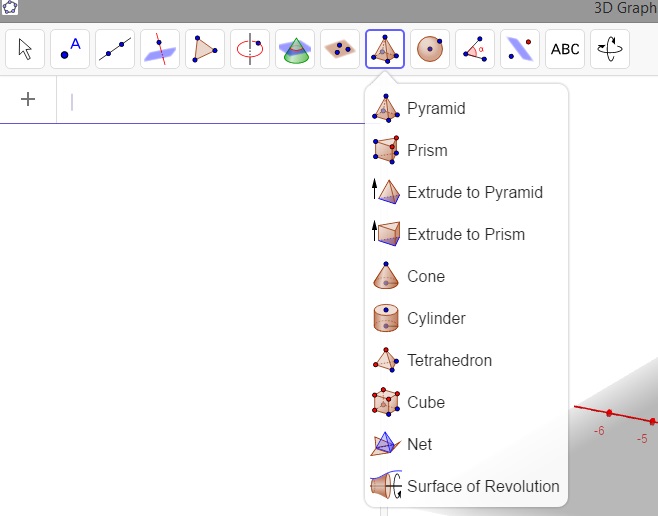 3D Graph
A
α
ABC
+
Pyramid
Prism
Extrude to Pyramid
Extrude to Prism
Cone
Cylinder
Tetrahedron
Cube
Net
Surface of Revolution
-6
-5